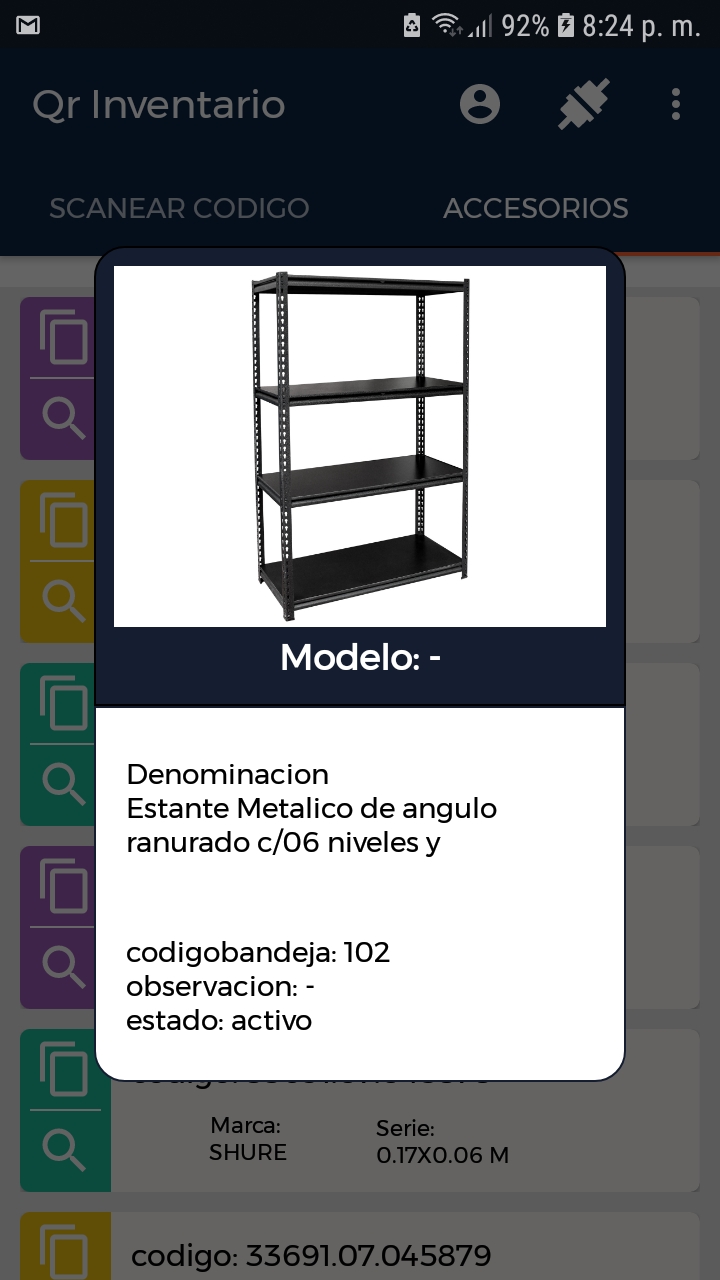 92% 8:24 p. m.
Qr Inventario
SCANEAR CODIGO ACCESORIOS
Modelo: -
Denominacion
Estante Metalico de angulo
ranurado c/06 niveles y
codigobandeja: 102
observacion: -
estado: activo
Marca: Serie:
SHURE 0.17X0.06 M
codigo: 33691.07.045879